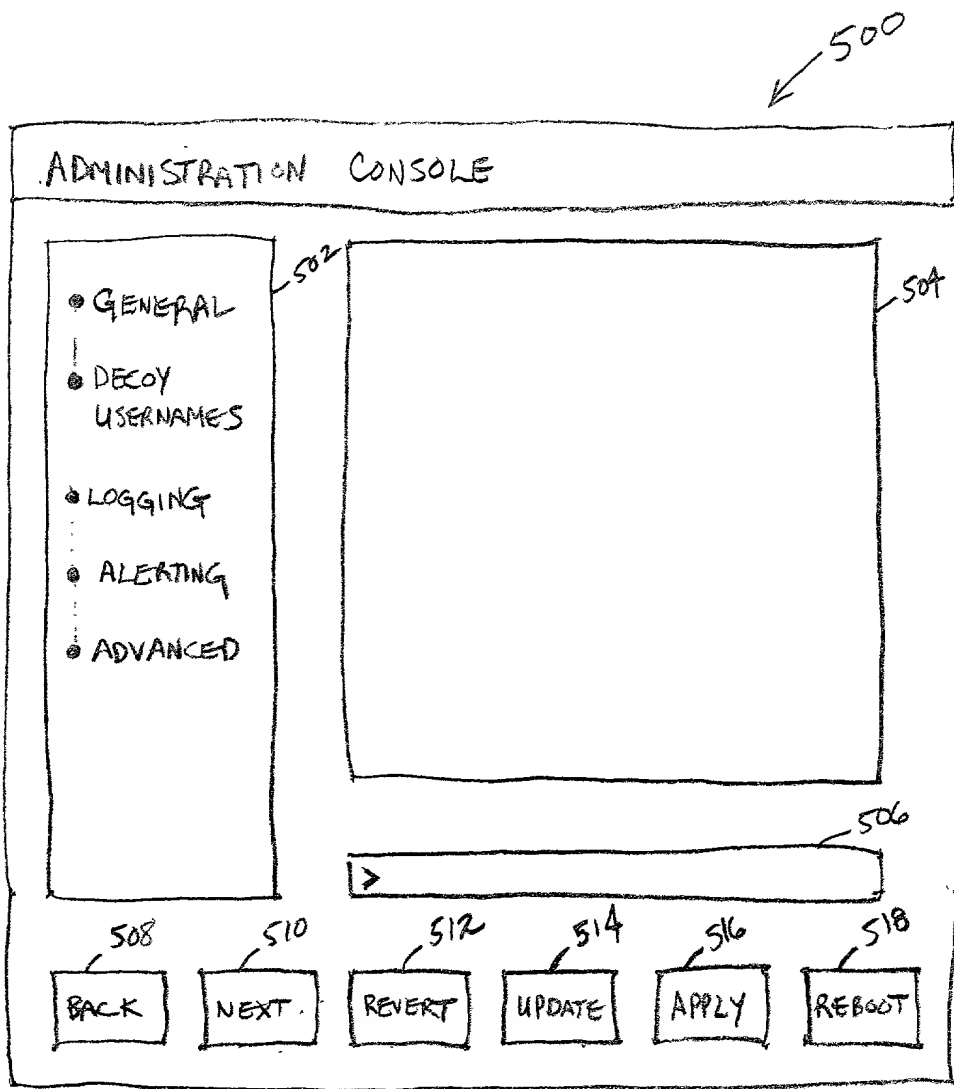 500
ADMINISTRATION CONSOLE
502
504
GENERAL
DECOY
USERNAMES
LOGGING
ALERTING
ADVANCED
506
>
508 510 512 514 516 518
BACK NEXT. REVERT UPDATE APPLY REBOOT